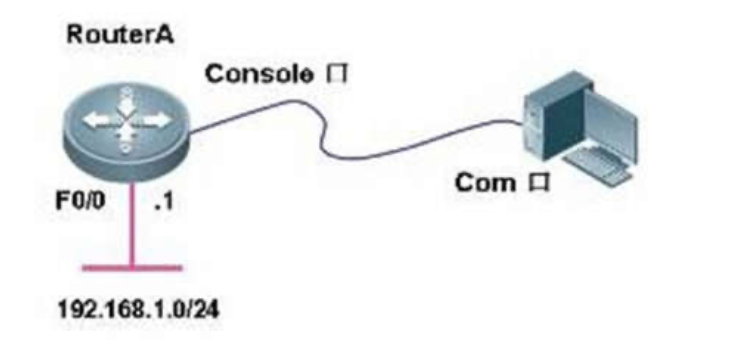 RouterA
Console 口
Com 口
F0/0
.1
192.168.1.0/24